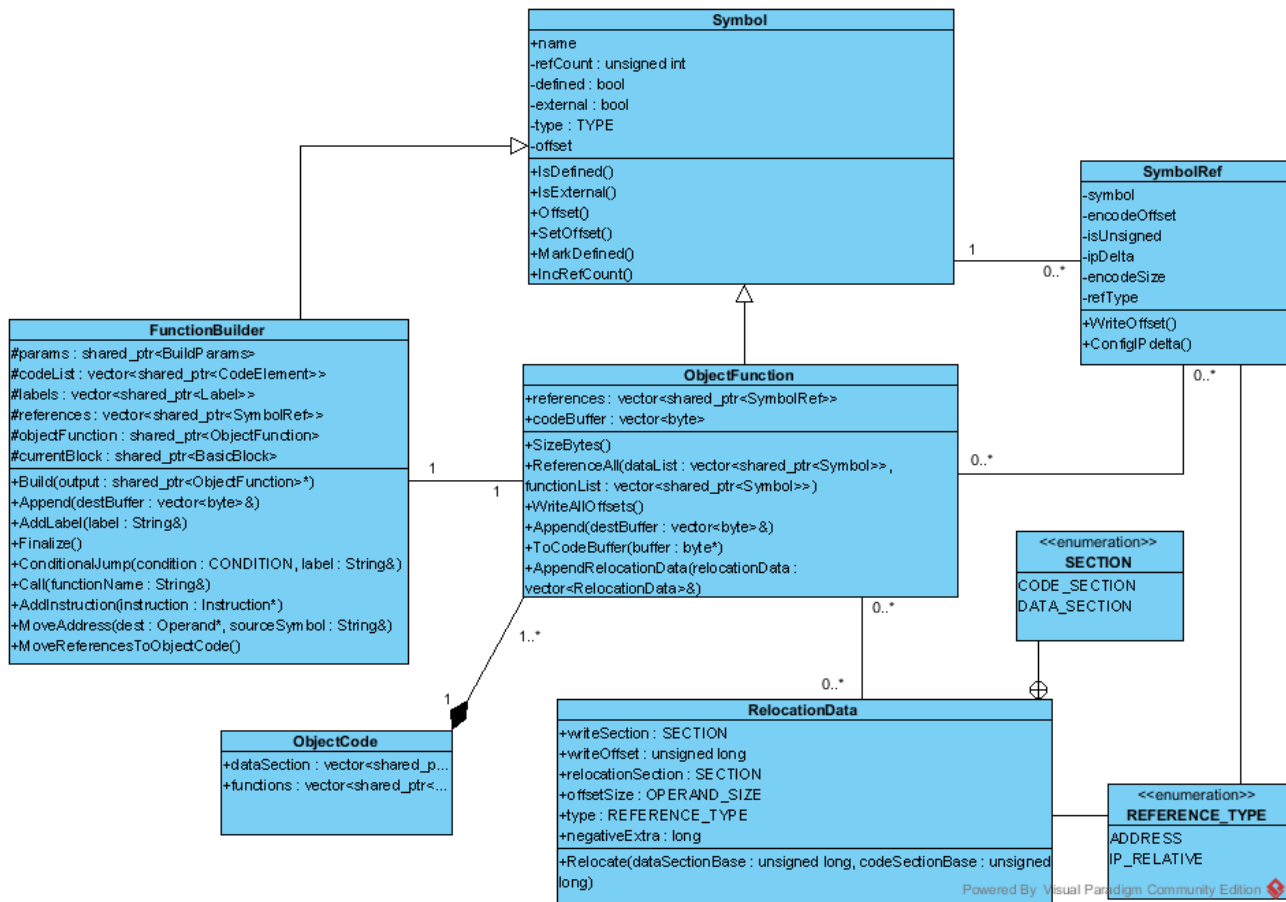 Symbol
+name
-refCount : unsigned int
-defined : bool
-external : bool
-type : TYPE
-offset
+IsDefined()
+IsExternal()
+Offset()
+SetOffset()
+MarkDefined()
+IncRefCount()
SymbolRef
-symbol
-encodeOffset
-isUnsigned
-ipDelta
-encodeSize
-refType
+WriteOffset()
+ConfigIPdelta()
1
0..*
FunctionBuilder
#params : shared_ptr<BuildParams>
#codeList : vector<shared_ptr<CodeElement>>
#labels : vector<shared_ptr<Label>>
#references : vector<shared_ptr<SymbolRef>>
#objectFunction : shared_ptr<ObjectFunction>
#currentBlock : shared_ptr<BasicBlock>
+Build(output : shared_ptr<ObjectFunction>*)
+Append(destBuffer : vector<byte>&)
+AddLabel(label : String&)
+Finalize()
+ConditionalJump(condition : CONDITION, label : String&)
+Call(functionName : String&)
+AddInstruction(instruction : Instruction*)
+MoveAddress(dest : Operand*, sourceSymbol : String&)
+MoveReferencesToObjectCode()
1
1
ObjectFunction
+references : vector<shared_ptr<SymbolRef>>
+codeBuffer : vector<byte>
+SizeBytes()
+ReferenceAll(dataList : vector<shared_ptr<Symbol>>,
functionList : vector<shared_ptr<Symbol>>)
+WriteAllOffsets()
+Append(destBuffer : vector<byte>&)
+ToCodeBuffer(buffer : byte*)
+AppendRelocationData(relocationData :
vector<RelocationData>&)
0..*
0..*
<<enumeration>>
SECTION
CODE_SECTION
DATA_SECTION
1..*
1
0..*
0..*
ObjectCode
+dataSection : vector<shared_p...
+functions : vector<shared_ptr<...
RelocationData
+writeSection : SECTION
+writeOffset : unsigned long
+relocationSection : SECTION
+offsetSize : OPERAND_SIZE
+type : REFERENCE_TYPE
+negativeExtra : long
+Relocate(dataSectionBase : unsigned long, codeSectionBase : unsigned
long)
<<enumeration>>
REFERENCE_TYPE
ADDRESS
IP_RELATIVE
Powered By Visual Paradigm Community Edition